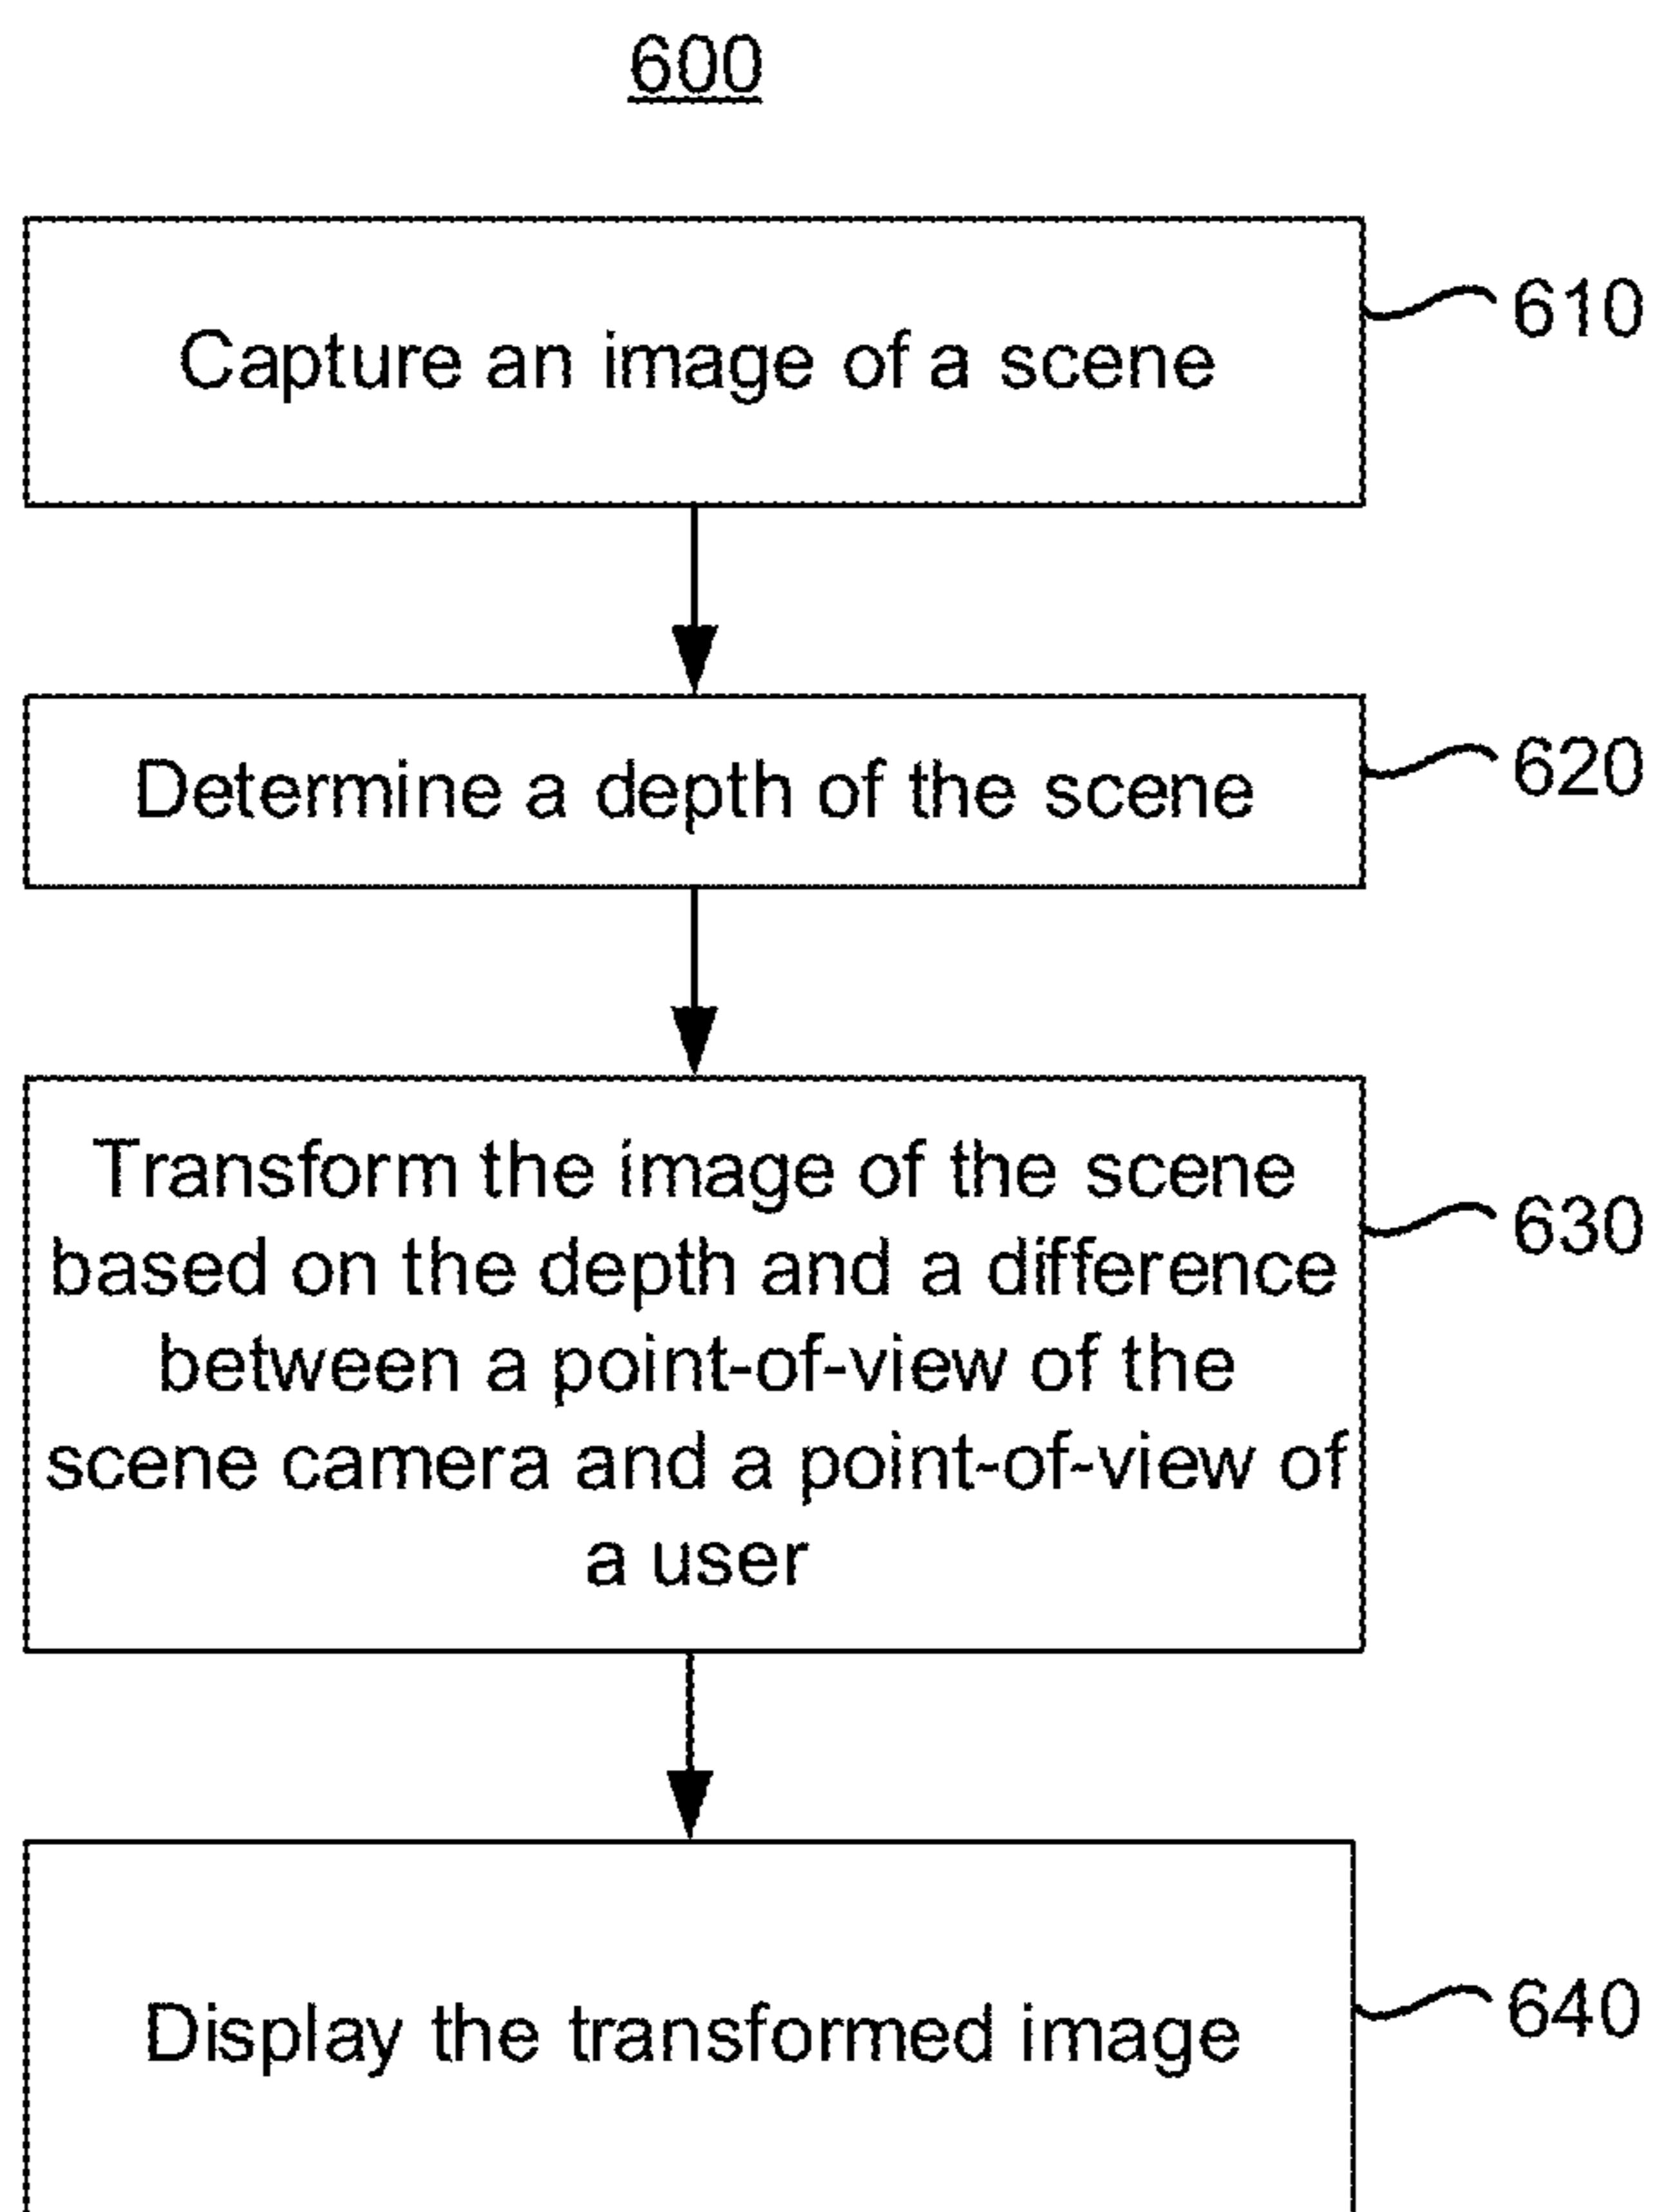 600
Capture an image of a scene
610
Determine a depth of the scene
620
Transform the image of the scene
based on the depth and a difference
between a point-of-view of the
scene camera and a point-of-view of
a user
630
Display the transformed image
640